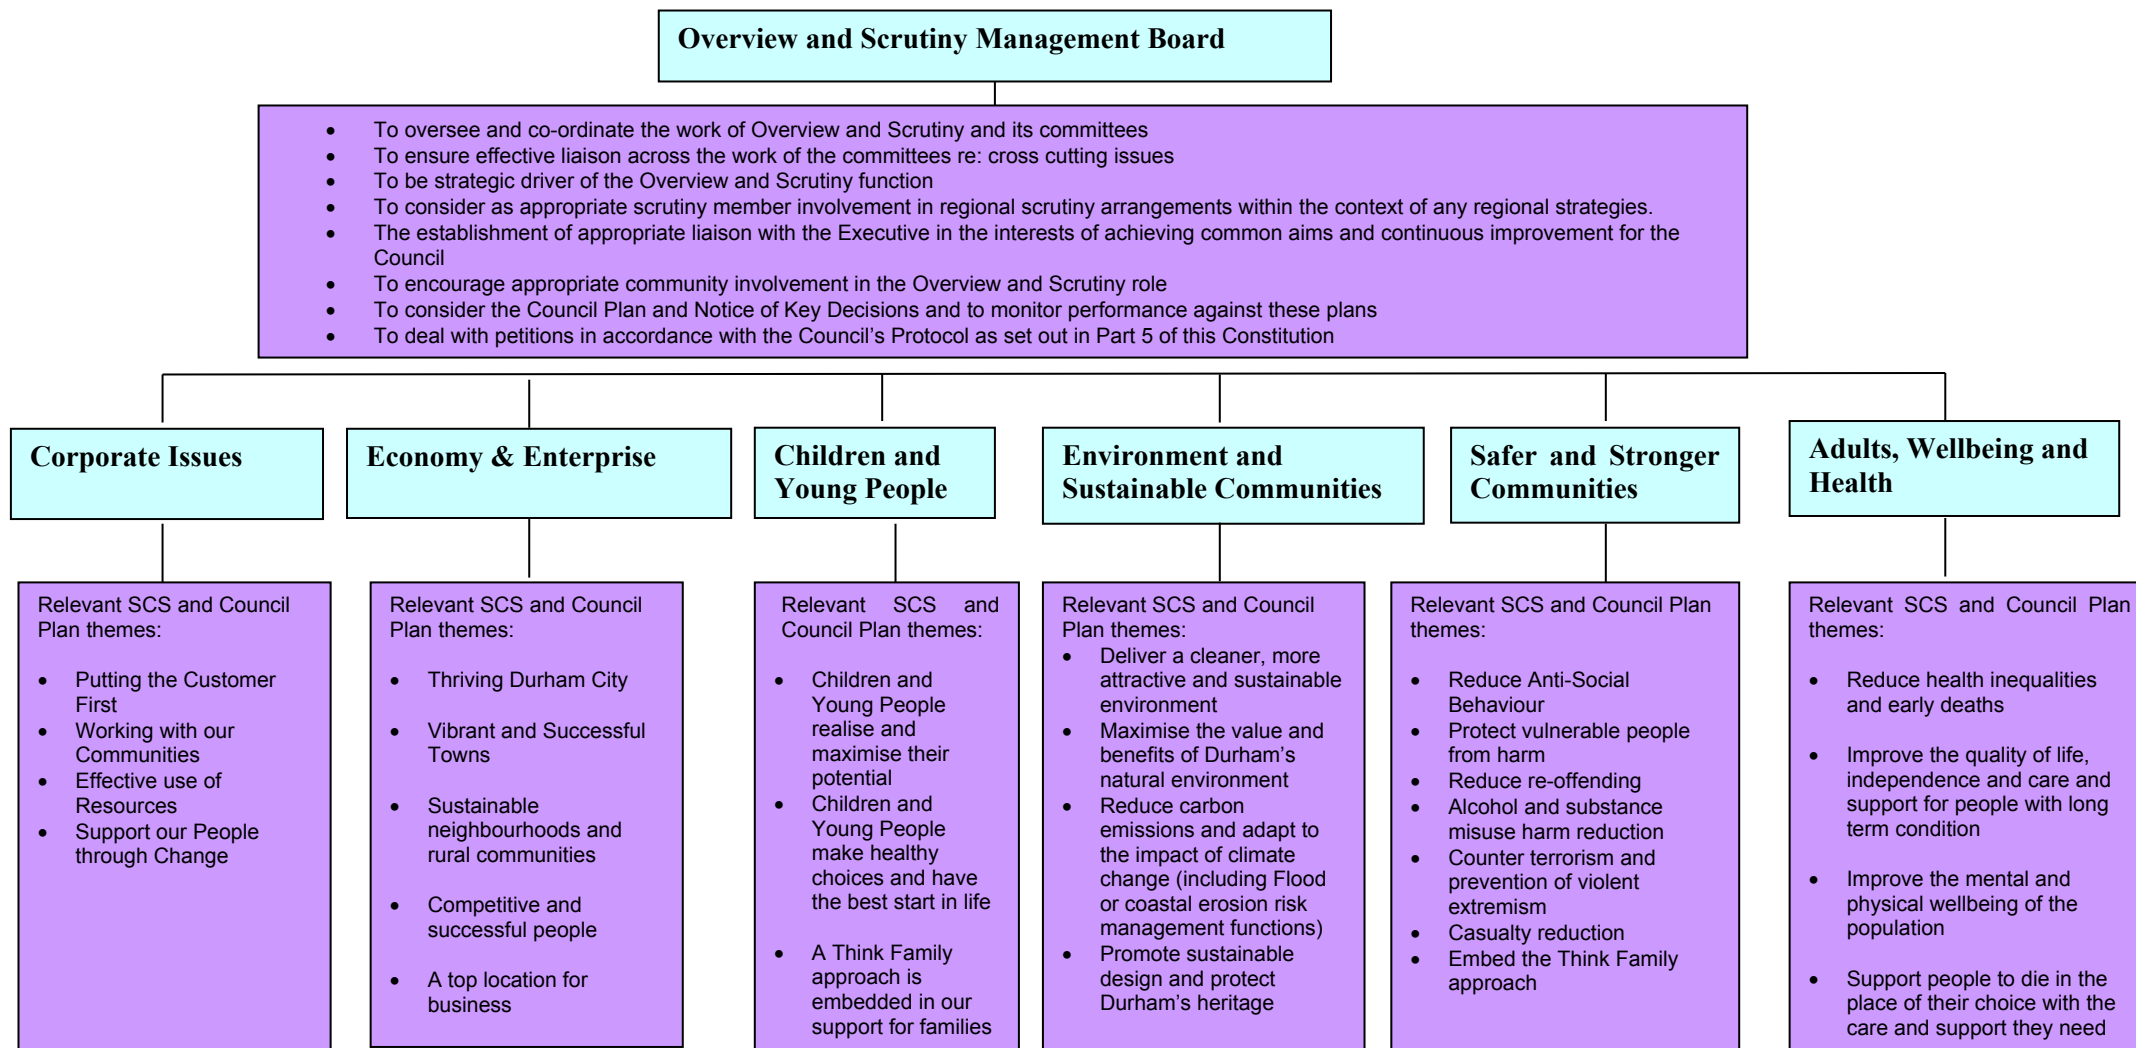 Overview and Scrutiny Management Board
• To oversee and co-ordinate the work of Overview and Scrutiny and its committees
• To ensure effective liaison across the work of the committees re: cross cutting issues
• To be strategic driver of the Overview and Scrutiny function
• To consider as appropriate scrutiny member involvement in regional scrutiny arrangements within the context of any regional strategies.
• The establishment of appropriate liaison with the Executive in the interests of achieving common aims and continuous improvement for the
Council
• To encourage appropriate community involvement in the Overview and Scrutiny role
• To consider the Council Plan and Notice of Key Decisions and to monitor performance against these plans
• To deal with petitions in accordance with the Council's Protocol as set out in Part 5 of this Constitution
Corporate Issues
Relevant SCS and Council
Plan themes:
• Putting the Customer
First
• Working with our
Communities
• Effective use of
Resources
• Support our People
through Change
Economy & Enterprise
Relevant SCS and Council
Plan themes:
• Thriving Durham City
• Vibrant and Successful
Towns
• Sustainable
neighbourhoods and
rural communities
• Competitive and
successful people
• A top location for
business
Children and
Young People
Relevant SCS and
Council Plan themes:
• Children and
Young People
realise and
maximise their
potential
• Children and
Young People
make healthy
choices and have
the best start in life
• A Think Family
approach is
embedded in our
support for families
Environment and
Sustainable Communities
Relevant SCS and Council
Plan themes:
• Deliver a cleaner, more
attractive and sustainable
environment
• Maximise the value and
benefits of Durham's
natural environment
• Reduce carbon
emissions and adapt to
the impact of climate
change (including Flood
or coastal erosion risk
management functions)
• Promote sustainable
design and protect
Durham's heritage
Safer and Stronger
Communities
Relevant SCS and Council Plan
themes:
• Reduce Anti-Social
Behaviour
• Protect vulnerable people
from harm
• Reduce re-offending
• Alcohol and substance
misuse harm reduction
• Counter terrorism and
prevention of violent
extremism
• Casualty reduction
• Embed the Think Family
approach
Adults, Wellbeing and
Health
Relevant SCS and Council Plan
themes:
• Reduce health inequalities
and early deaths
• Improve the quality of life,
independence and care and
support for people with long
term condition
• Improve the mental and
physical wellbeing of the
population
• Support people to die in the
place of their choice with the
care and support they need